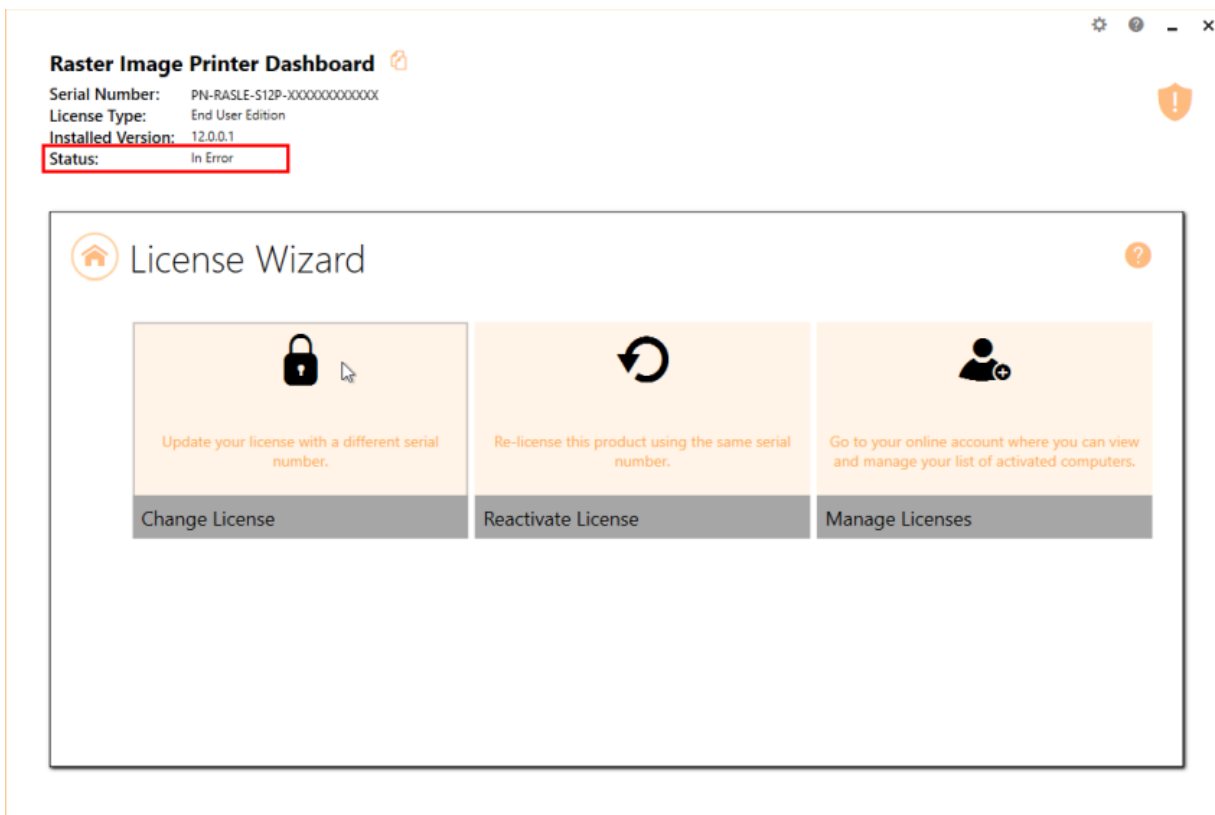 Raster Image Printer Dashboard
Serial Number: PN-RASLE-S12P-XXXXXXXXXXXX
License Type: End User Edition
Installed Version: 12.0.0.1
Status: In Error
License Wizard
Update your license with a different serial
number.
Change License
Re-license this product using the same serial
number.
Reactivate License
Go to your online account where you can view
and manage your list of activated computers.
Manage Licenses